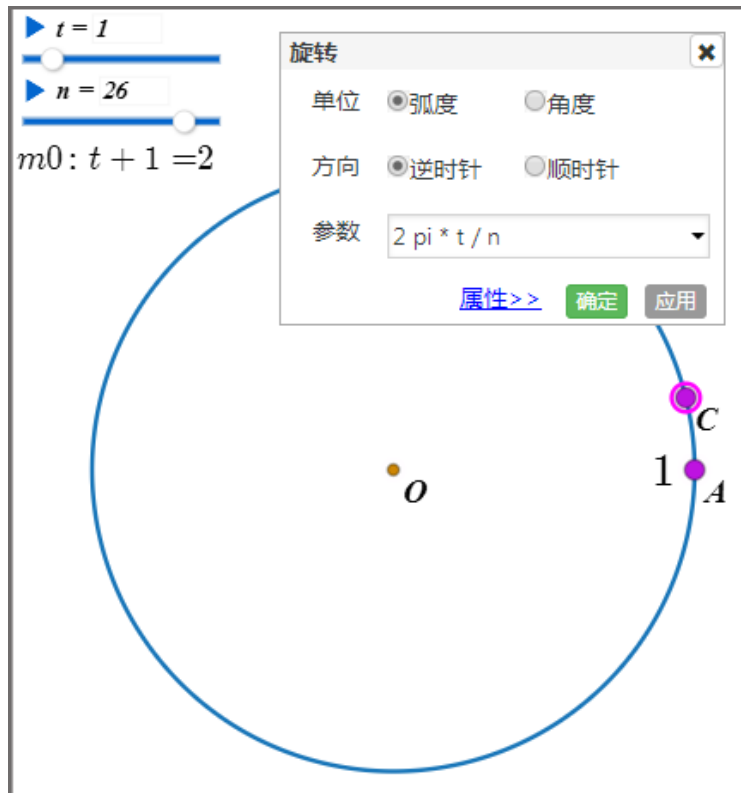 t = 1
n = 26
m0: t + 1 =2
旋转
单位 弧度 角度
方向 逆时针 顺时针
参数 2 pi * t / n
属性>> 确定 应用
C
1 A
O